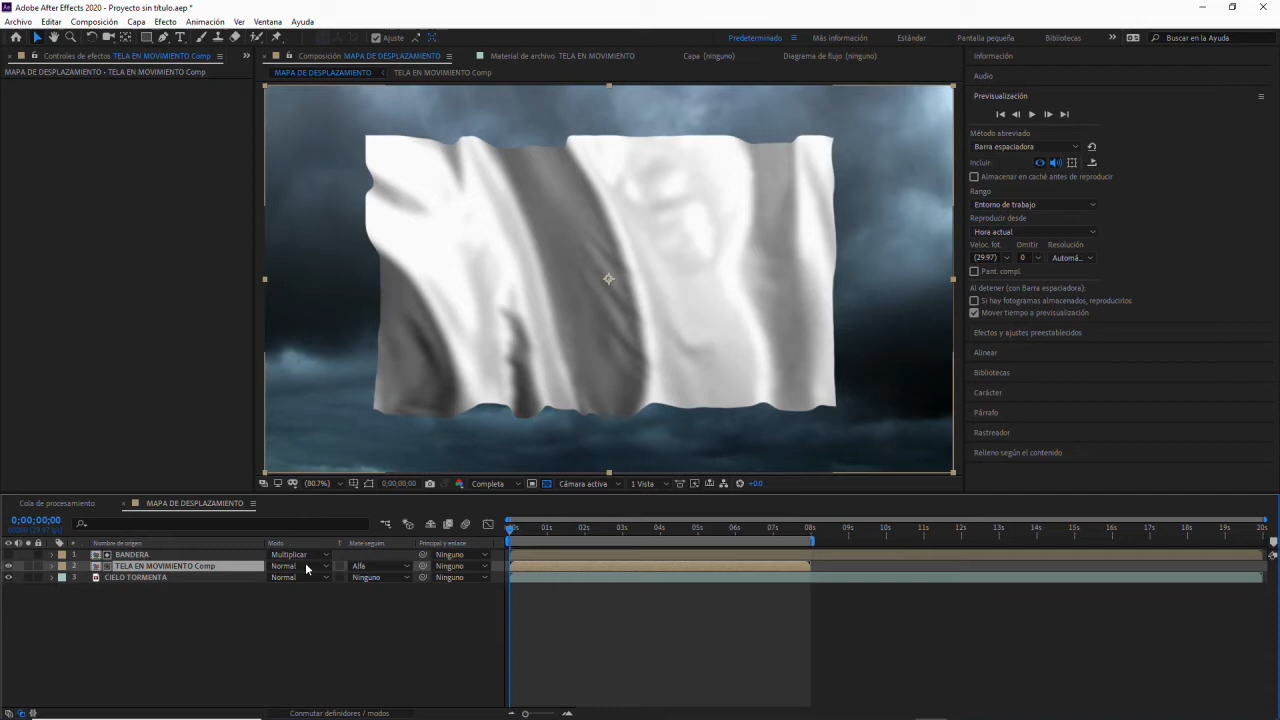 Adobe After Effects 2020 - Proyecto sin título.aep *
Archivo Editar Composición Capa Efecto Animación Ver Ventana Ayuda
Ajuste
Predeterminado Más información Estándar Pantalla pequeña Bibliotecas Buscar en la Ayuda
Controles de efectos TELA EN MOVIMIENTO Comp
Composición MAPA DE DESPLAZAMIENTO Material de archivo TELA EN MOVIMIENTO Capa (ninguno) Diagrama de flujo (ninguno)
MAPA DE DESPLAZAMIENTO • TELA EN MOVIMIENTO Comp
MAPA DE DESPLAZAMIENTO TELA EN MOVIMIENTO Comp
Información
Audio
Previsualización
Método abreviado
Barra espaciadora
Incluir:
Almacenar en caché antes de reproducir
Rango
Entorno de trabajo
Reproducir desde
Hora actual
Veloc. fot. Omitir Resolución
(29.97) 0 Automá...
Pant. compl.
Al detener (con Barra espaciadora):
Si hay fotogramas almacenados, reproducirlos
Mover tiempo a previsualización
Efectos y ajustes preestablecidos
Alinear
Bibliotecas
Carácter
Párrafo
Rastreador
Relleno según el contenido
(80.7%) 0;00;00;00 Completa Cámara activa 1 Vista +0.0
Cola de procesamiento MAPA DE DESPLAZAMIENTO
0;00;00;00
00s 01s 02s 03s 04s 05s 06s 07s 08s 09s 10s 11s 12s 13s 14s 15s 16s 17s 18s 19s 20s
# Nombre de origen Modo T Mate seguim. Principal y enlace
1 BANDERA Multiplicar Ninguno
2 TELA EN MOVIMIENTO Comp Normal Alfa Ninguno
3 CIELO TORMENTA Normal Ninguno Ninguno
Conmutar definidores / modos